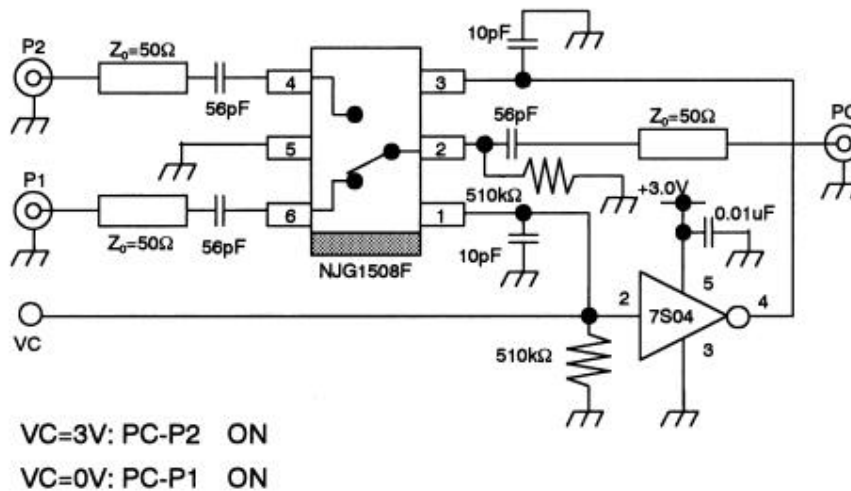 10pF
P2
Z₀=50Ω
4
3
56pF
56pF
Z₀=50Ω
PC
5
2
P1
510kΩ
+3.0V
6
1
0.01uF
Z₀=50Ω
56pF
10pF
NJG1508F
5
2
7S04
4
VC
510kΩ
3
VC=3V: PC-P2 ON
VC=0V: PC-P1 ON